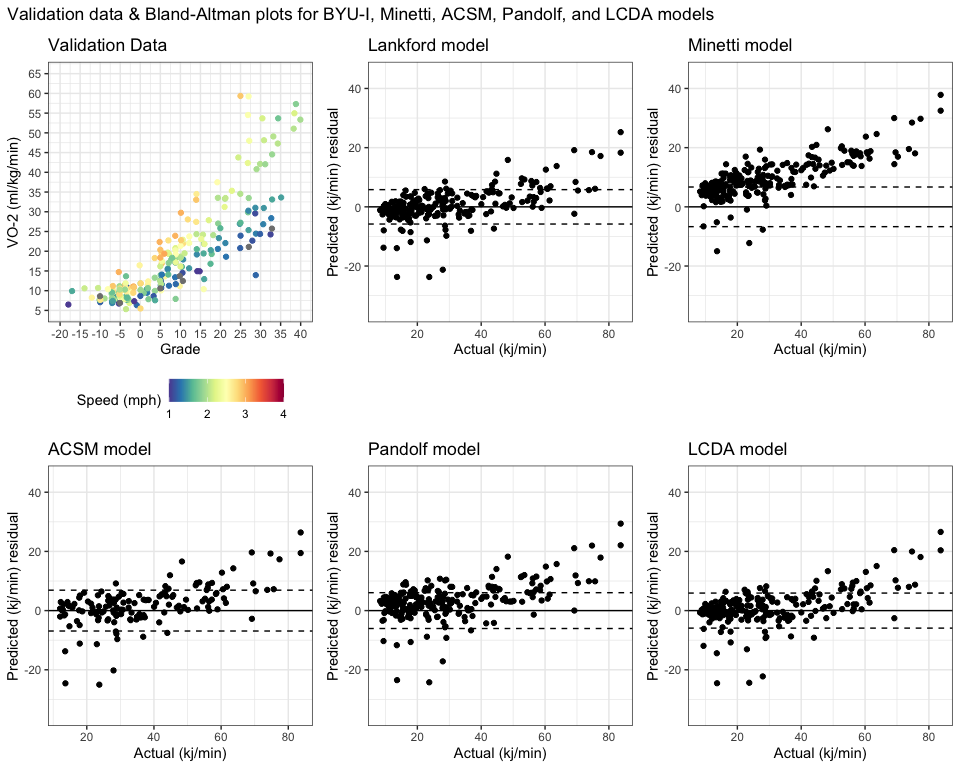 Validation data & Bland-Altman plots for BYU-I, Minetti, ACSM, Pandolf, and LCDA models
Validation Data
65
60
55
50
45
40
35
30
25
20
15
10
5
VO-2 (ml/kg/min)
-20 -15 -10 -5 0 5 10 15 20 25 30 35 40
Grade
Speed (mph)
1 2 3 4
Lankford model
40
20
0
-20
Predicted (kj/min) residual
20 40 60 80
Actual (kj/min)
Minetti model
40
20
0
-20
Predicted (kj/min) residual
20 40 60 80
Actual (kj/min)
ACSM model
40
20
0
-20
Predicted (kj/min) residual
20 40 60 80
Actual (kj/min)
Pandolf model
40
20
0
-20
Predicted (kj/min) residual
20 40 60 80
Actual (kj/min)
LCDA model
40
20
0
-20
Predicted (kj/min) residual
20 40 60 80
Actual (kj/min)